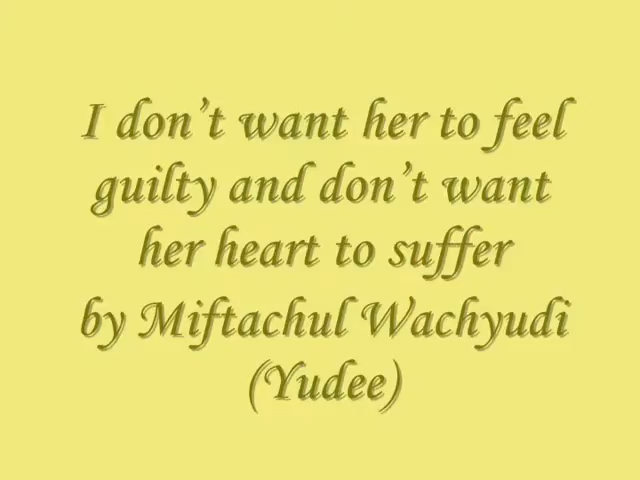 I don’t want her to feel
guilty and don’t want
her heart to suffer
by Miftachul Wachyudi
(Yudee)